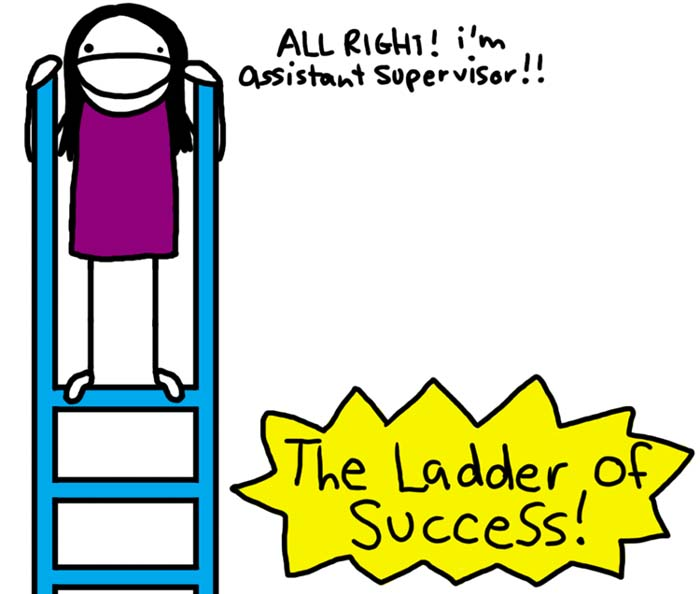 ALL RIGHT! i'm
assistant supervisor!!
The Ladder of
Success!